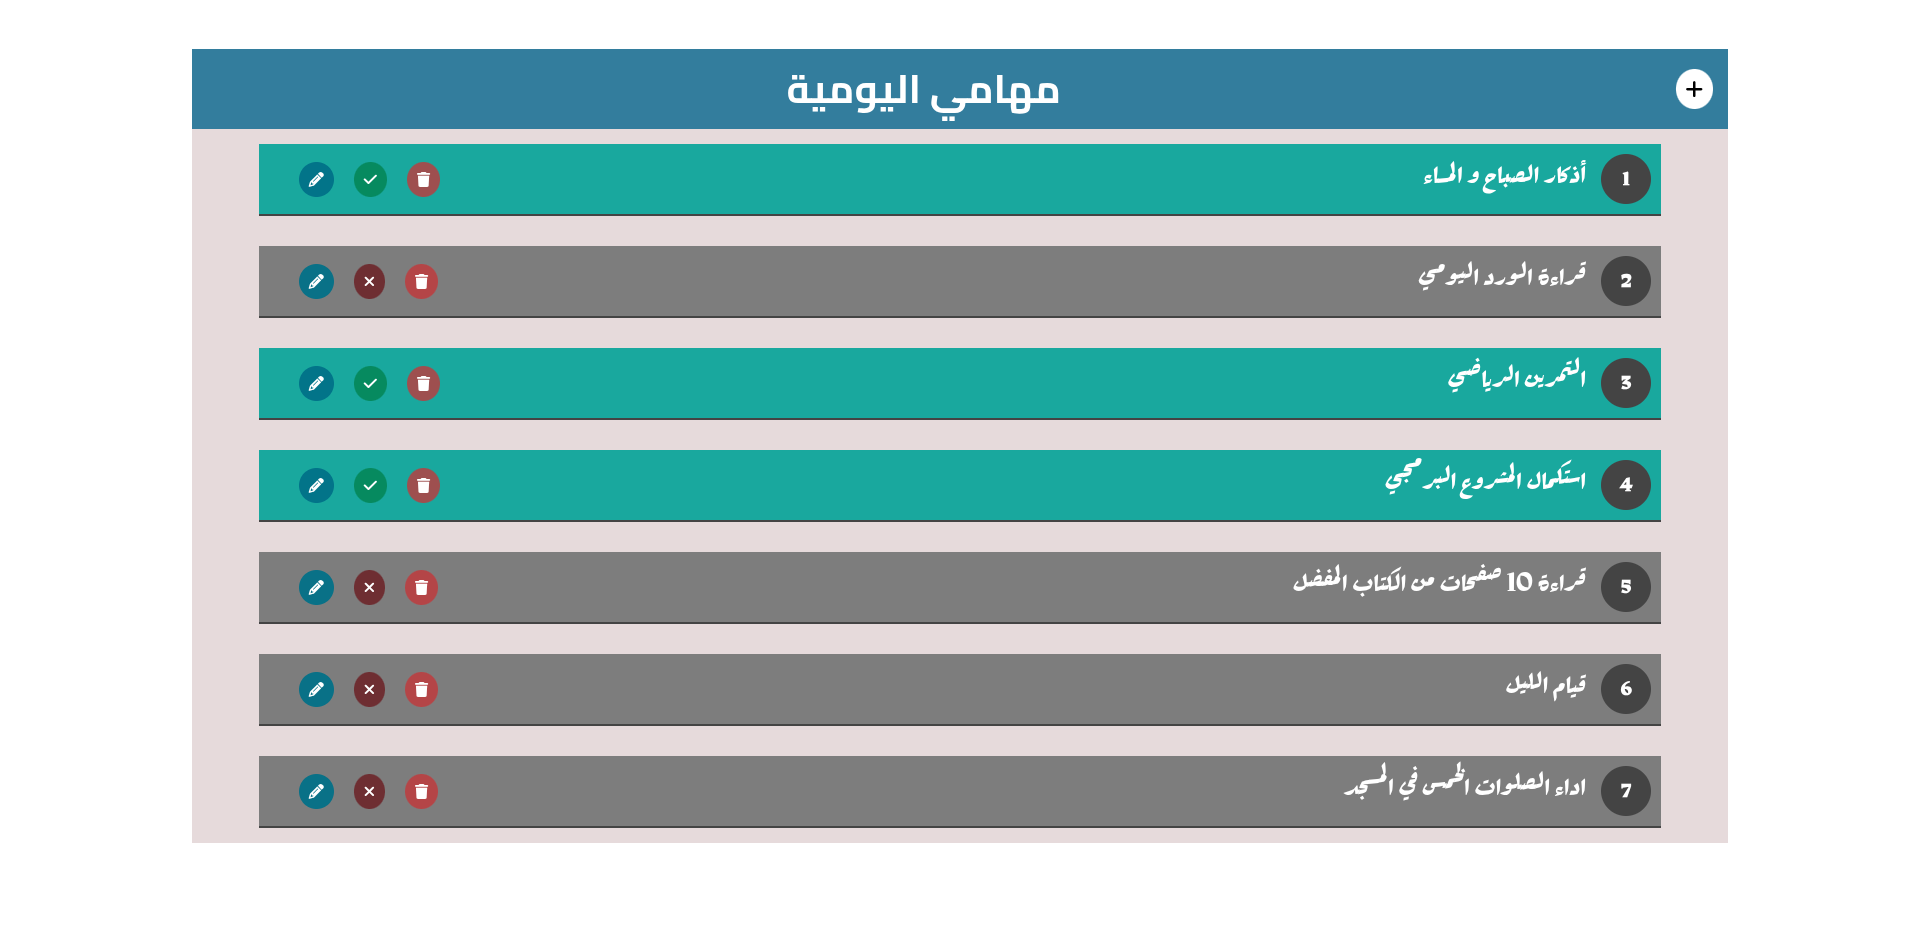 مهامي اليومية
1 أذكار الصباح و المساء
2 قراءة الورد اليومي
3 التمرين الرياضي
4 استكمال المشروع البرمجي
5 قراءة 10 صفحات من الكتاب المفضل
6 قيام الليل
7 اداء الصلوات الخمس في المسجد